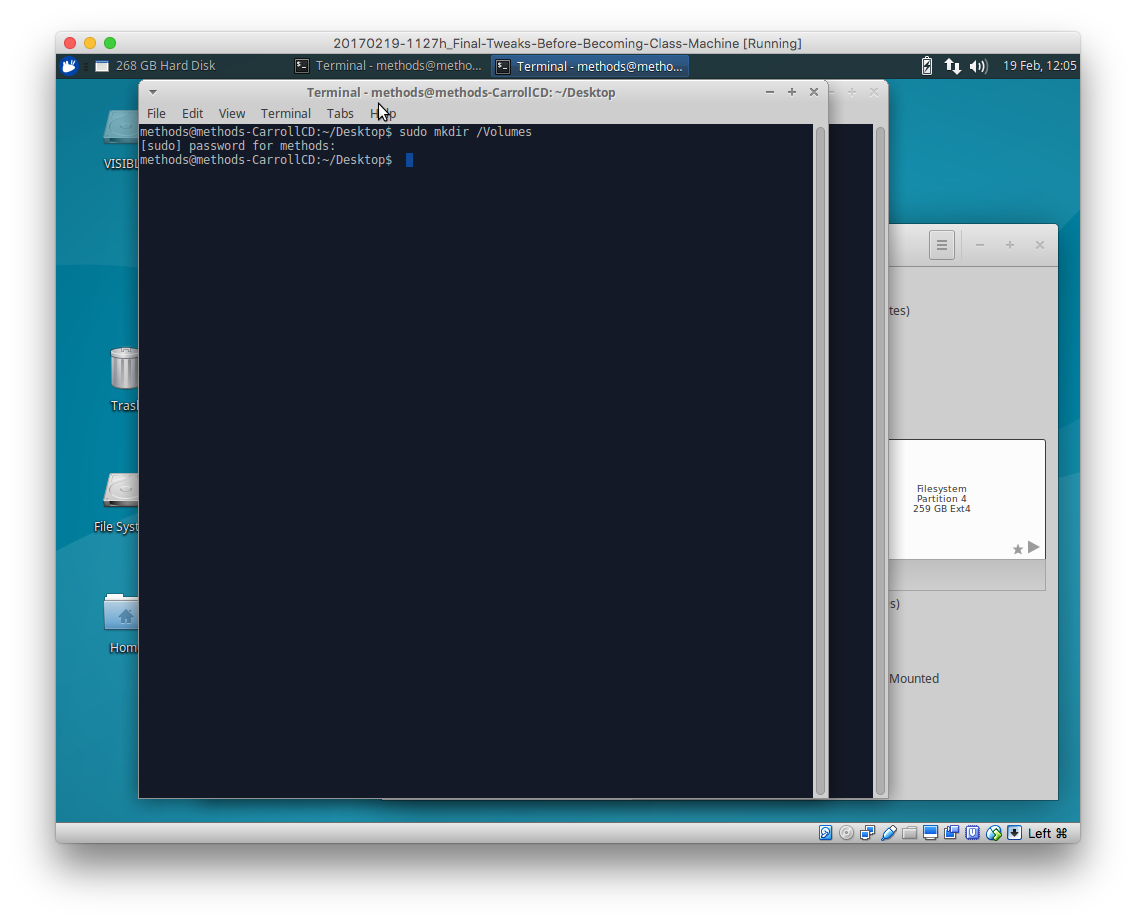 20170219-1127h_Final-Tweaks-Before-Becoming-Class-Machine [Running]
268 GB Hard Disk
Terminal - methods@metho...
Terminal - methods@metho...
19 Feb, 12:05
Terminal - methods@methods-CarrollCD: ~/Desktop
File Edit View Terminal Tabs Help
methods@methods-CarrollCD:~/Desktop$ sudo mkdir /Volumes
[sudo] password for methods:
methods@methods-CarrollCD:~/Desktop$
VISIBL
Trash
File Syst
Home
tes)
Filesystem
Partition 4
259 GB Ext4
s)
Mounted
Left ⌘